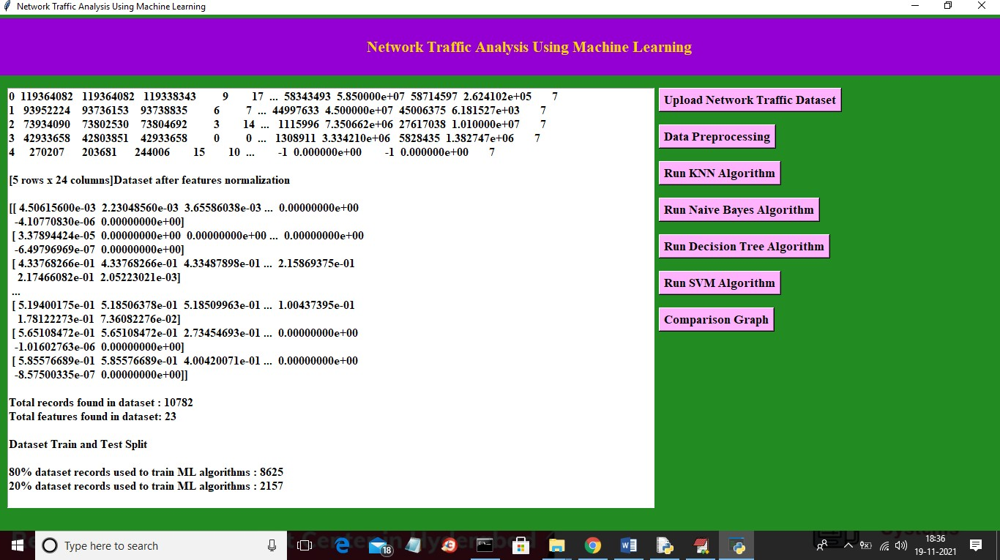 Network Traffic Analysis Using Machine Learning
Network Traffic Analysis Using Machine Learning
0 119364082 119364082 119338343 9 17 ... 58343493 5.850000e+07 58714597 2.624102e+05 7
1 93952224 93736153 93738835 6 7 ... 44997633 4.500000e+07 45006375 6.181527e+03 7
2 73934090 73802530 73804692 3 14 ... 1115996 7.350662e+06 27617038 1.010000e+07 7
3 42933658 42803851 42933658 0 0 ... 1308911 3.334210e+06 5828435 1.382747e+06 7
4 270207 203681 244006 15 10 ... -1 0.000000e+00 -1 0.000000e+00 7
[5 rows x 24 columns]Dataset after features normalization
[[ 4.50615600e-03 2.23048560e-03 3.65586038e-03 ... 0.00000000e+00
-4.10770830e-06 0.00000000e+00]
[ 3.37894424e-05 0.00000000e+00 0.00000000e+00 ... 0.00000000e+00
-6.49796969e-07 0.00000000e+00]
[ 4.33768266e-01 4.33768266e-01 4.33487898e-01 ... 2.15869375e-01
2.17466082e-01 2.05223021e-03]
...
[ 5.19400175e-01 5.18506378e-01 5.18509963e-01 ... 1.00437395e-01
1.78122273e-01 7.36082276e-02]
[ 5.65108472e-01 5.65108472e-01 2.73454693e-01 ... 0.00000000e+00
-1.01602763e-06 0.00000000e+00]
[ 5.85576689e-01 5.85576689e-01 4.00420071e-01 ... 0.00000000e+00
-8.57500335e-07 0.00000000e+00]]
Total records found in dataset : 10782
Total features found in dataset: 23
Dataset Train and Test Split
80% dataset records used to train ML algorithms : 8625
20% dataset records used to train ML algorithms : 2157
Upload Network Traffic Dataset
Data Preprocessing
Run KNN Algorithm
Run Naive Bayes Algorithm
Run Decision Tree Algorithm
Run SVM Algorithm
Comparison Graph
Type here to search
18
18:36
19-11-2021